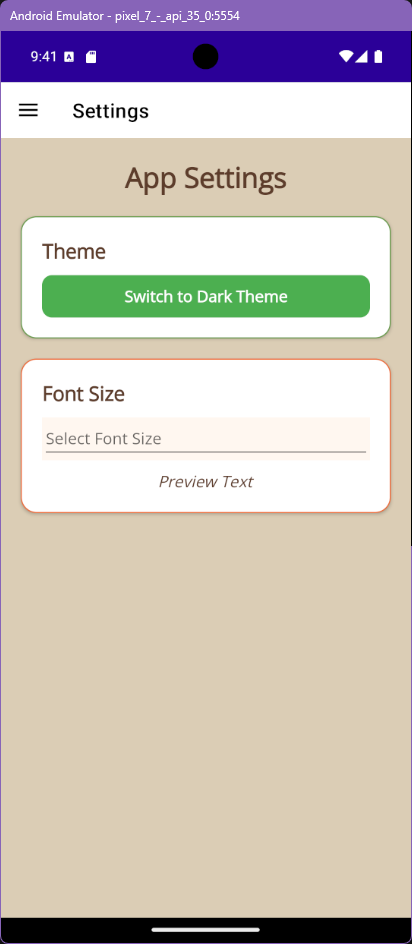 Android Emulator - pixel_7_-_api_35_0:5554
9:41 A
Settings
App Settings
Theme
Switch to Dark Theme
Font Size
Select Font Size
Preview Text